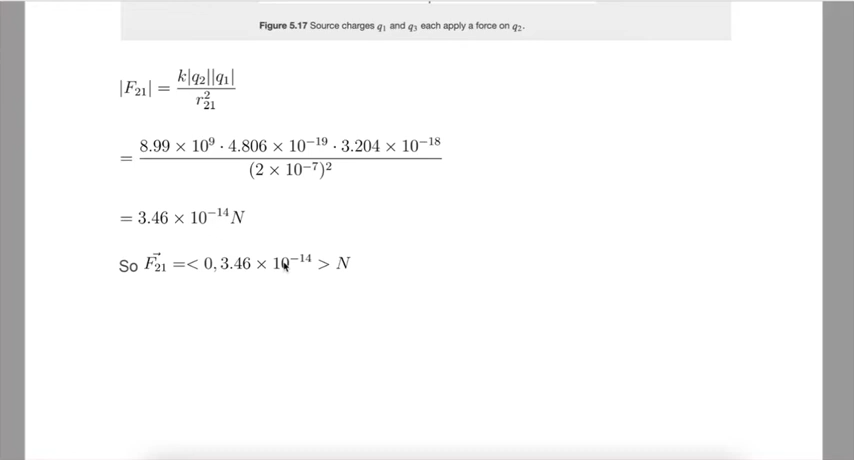 Figure 5.17 Source charges q₁ and q₃ each apply a force on q₂.
|F₂₁| = k|q₂||q₁| / r₂₁²
= 8.99 × 10⁹ · 4.806 × 10⁻¹⁹ · 3.204 × 10⁻¹⁸ / (2 × 10⁻⁷)²
= 3.46 × 10⁻¹⁴N
So F⃗₂₁ =< 0, 3.46 × 10⁻¹⁴ > N